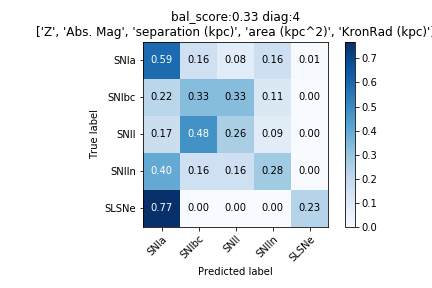 bal_score:0.33 diag:4
['Z', 'Abs. Mag', 'separation (kpc)', 'area (kpc^2)', 'KronRad (kpc)']
True label
SNIa 0.59 0.16 0.08 0.16 0.01
SNIbc 0.22 0.33 0.33 0.11 0.00
SNII 0.17 0.48 0.26 0.09 0.00
SNIIn 0.40 0.16 0.16 0.28 0.00
SLSNe 0.77 0.00 0.00 0.00 0.23
SNIa SNIbc SNII SNIIn SLSNe
Predicted label
0.7
0.6
0.5
0.4
0.3
0.2
0.1
0.0